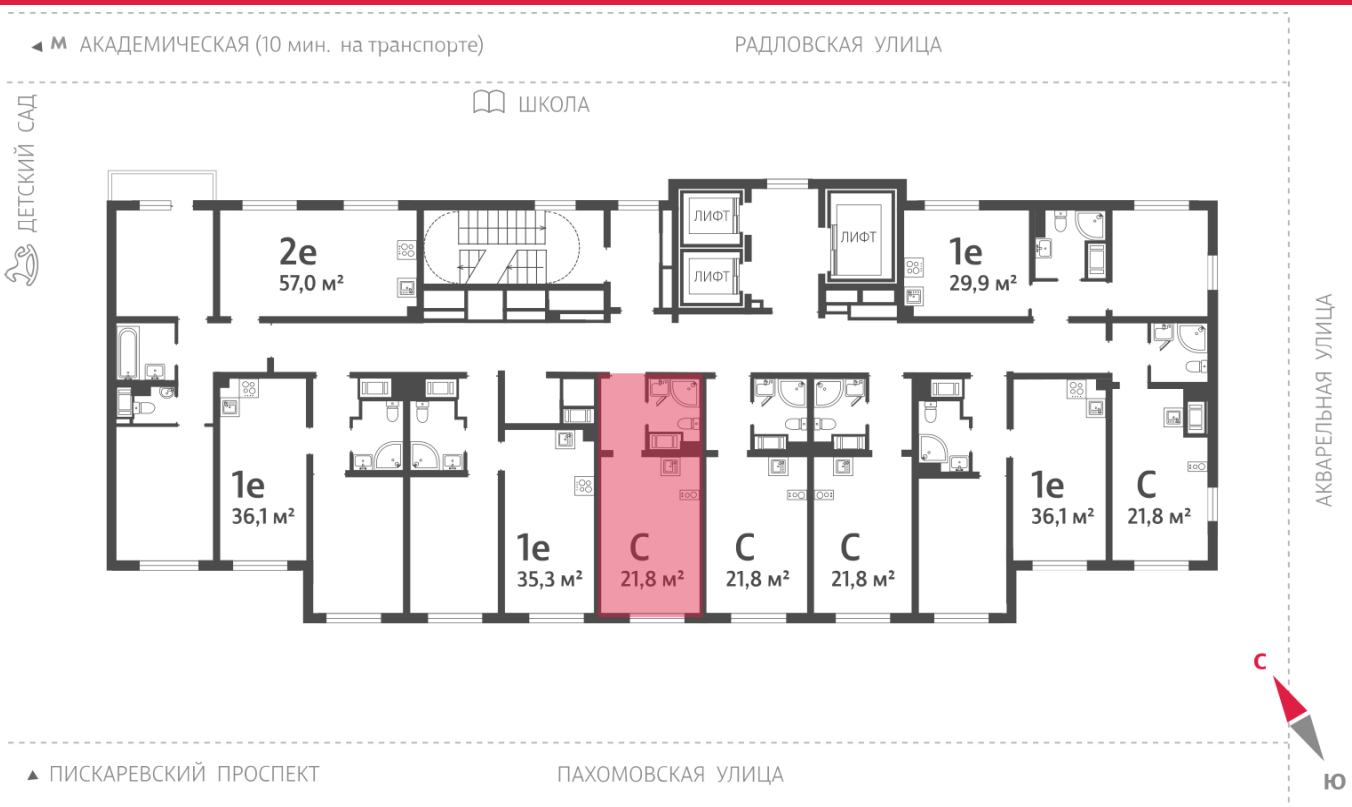 М АКАДЕМИЧЕСКАЯ (10 мин. на транспорте)
РАДЛОВСКАЯ УЛИЦА
ДЕТСКИЙ САД
ШКОЛА
ЛИФТ
ЛИФТ
ЛИФТ
2е
57,0 м²
1е
29,9 м²
1е
36,1 м²
1е
35,3 м²
С
21,8 м²
С
21,8 м²
С
21,8 м²
1е
36,1 м²
С
21,8 м²
АКВАРЕЛЬНАЯ УЛИЦА
С
Ю
ПИСКАРЕВСКИЙ ПРОСПЕКТ
ПАХОМОВСКАЯ УЛИЦА